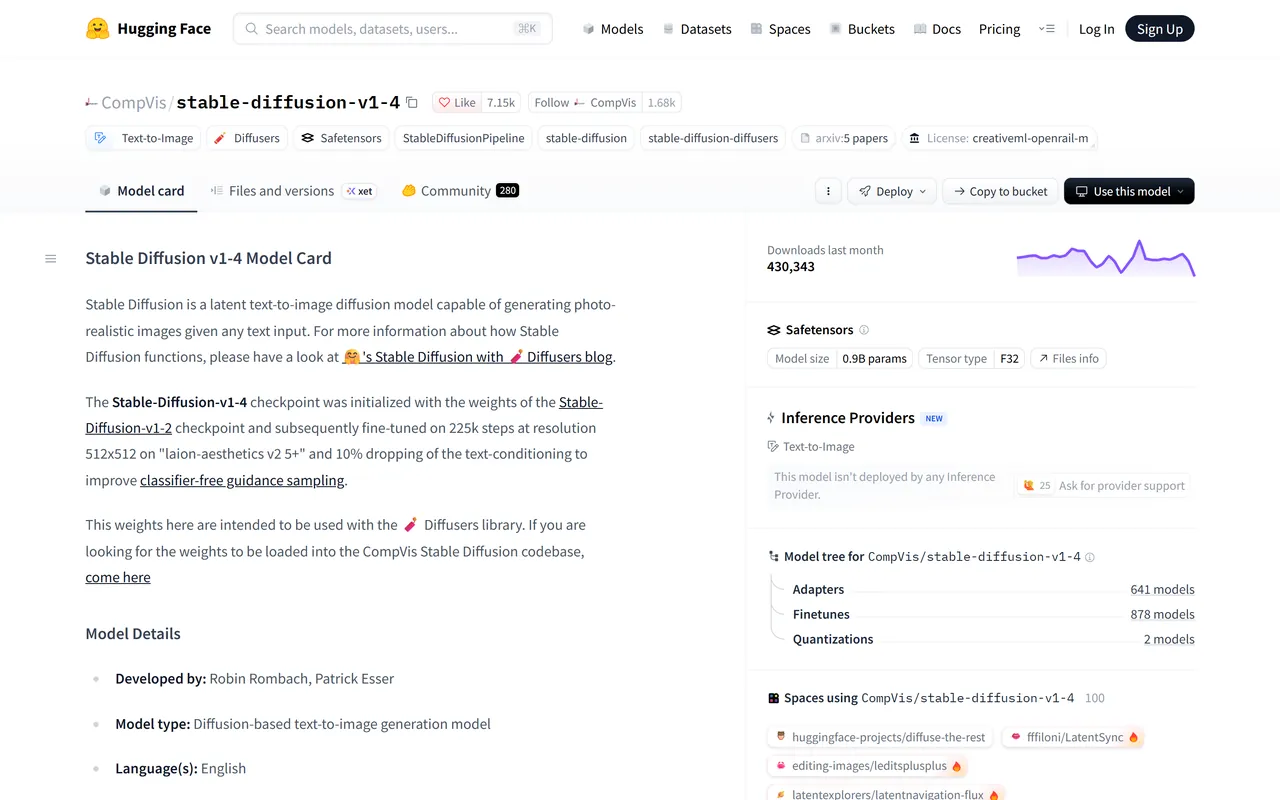 Hugging Face
Search models, datasets, users...
⌘K
Models
Datasets
Spaces
Buckets
Docs
Pricing
Log In
Sign Up
CompVis/stable-diffusion-v1-4
Like 7.15k
Follow CompVis 1.68k
Text-to-Image
Diffusers
Safetensors
StableDiffusionPipeline
stable-diffusion
stable-diffusion-diffusers
arxiv:5 papers
License: creativeml-openrail-m
Model card
Files and versions xet
Community 280
Deploy
Copy to bucket
Use this model
Stable Diffusion v1-4 Model Card
Stable Diffusion is a latent text-to-image diffusion model capable of generating photo-
realistic images given any text input. For more information about how Stable
Diffusion functions, please have a look at 🤗's Stable Diffusion with 🧨Diffusers blog.
The Stable-Diffusion-v1-4 checkpoint was initialized with the weights of the Stable-
Diffusion-v1-2 checkpoint and subsequently fine-tuned on 225k steps at resolution
512x512 on "laion-aesthetics v2 5+" and 10% dropping of the text-conditioning to
improve classifier-free guidance sampling.
This weights here are intended to be used with the 🧨 Diffusers library. If you are
looking for the weights to be loaded into the CompVis Stable Diffusion codebase,
come here
Model Details
Developed by: Robin Rombach, Patrick Esser
Model type: Diffusion-based text-to-image generation model
Language(s): English
Downloads last month
430,343
Safetensors
Model size 0.9B params
Tensor type F32
Files info
Inference Providers NEW
Text-to-Image
This model isn't deployed by any Inference
Provider.
25 Ask for provider support
Model tree for CompVis/stable-diffusion-v1-4
Adapters 641 models
Finetunes 878 models
Quantizations 2 models
Spaces using CompVis/stable-diffusion-v1-4 100
huggingface-projects/diffuse-the-rest
fffiloni/LatentSync 🔥
editing-images/leditsplusplus 🔥
latentexplorers/latentnavigation-flux 🔥